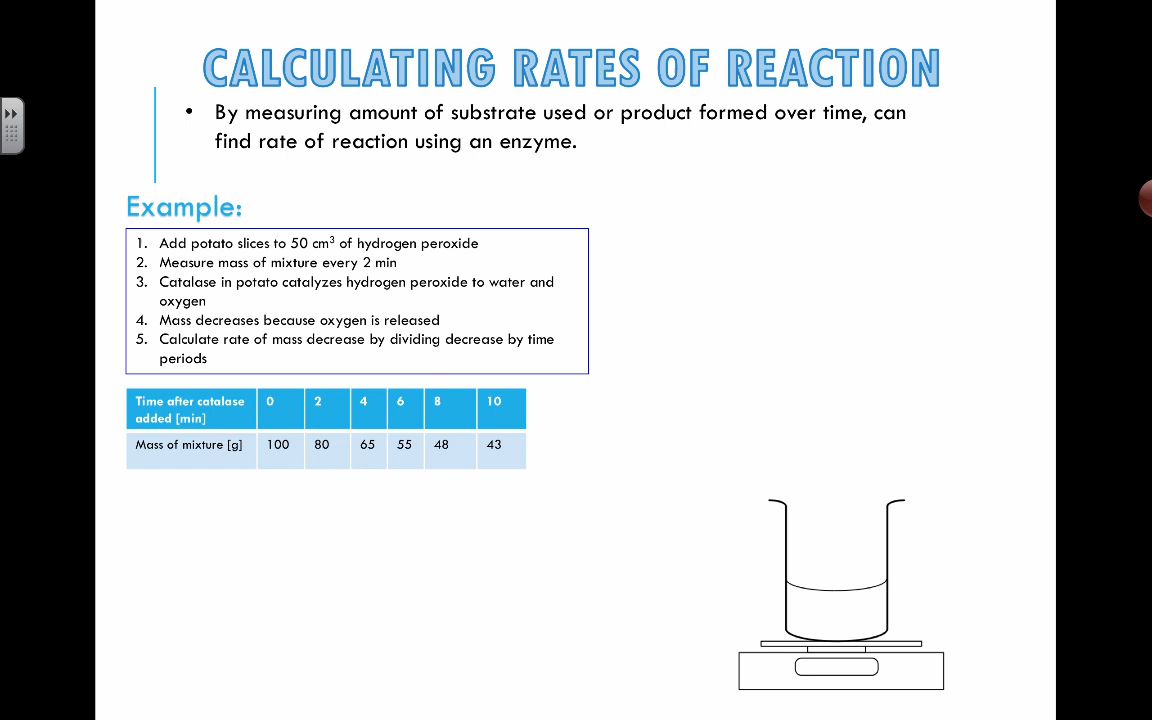 CALCULATING RATES OF REACTION
• By measuring amount of substrate used or product formed over time, can
find rate of reaction using an enzyme.
Example:
1. Add potato slices to 50 cm³ of hydrogen peroxide
2. Measure mass of mixture every 2 min
3. Catalase in potato catalyzes hydrogen peroxide to water and
oxygen
4. Mass decreases because oxygen is released
5. Calculate rate of mass decrease by dividing decrease by time
periods
Time after catalase 0 2 4 6 8 10
added [min]
Mass of mixture [g] 100 80 65 55 48 43